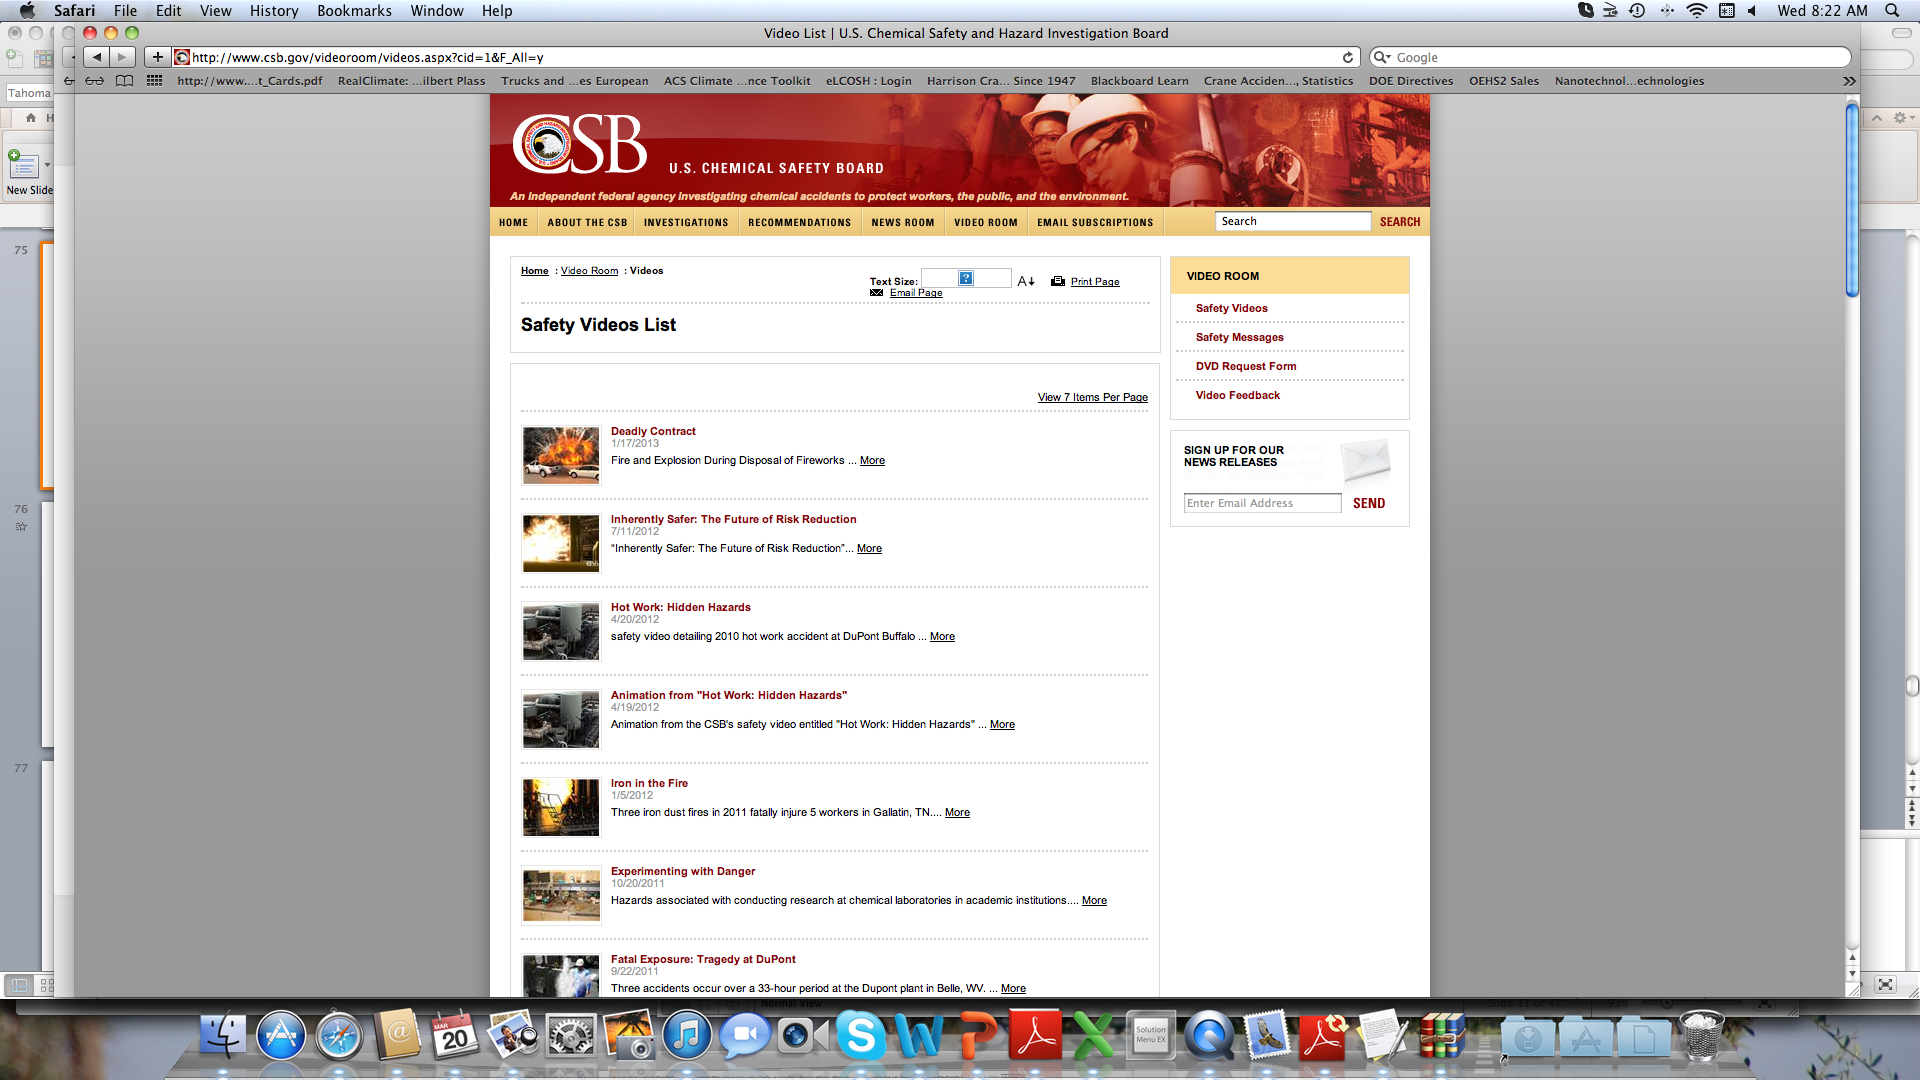 Safari File Edit View History Bookmarks Window Help Wed 8:22 AM
Video List | U.S. Chemical Safety and Hazard Investigation Board
http://www.csb.gov/videoroom/videos.aspx?cid=1&F_All=y Google
http://www....t_Cards.pdf RealClimate: ...ilbert Plass Trucks and ...es European ACS Climate ...nce Toolkit eLCOSH : Login Harrison Cra... Since 1947 Blackboard Learn Crane Acciden..., Statistics DOE Directives OEHS2 Sales Nanotechnol...echnologies
Tahoma
H
New Slide
75
76
77
CSB
U.S. CHEMICAL SAFETY BOARD
An independent federal agency investigating chemical accidents to protect workers, the public, and the environment.
HOME ABOUT THE CSB INVESTIGATIONS RECOMMENDATIONS NEWS ROOM VIDEO ROOM EMAIL SUBSCRIPTIONS Search SEARCH
Home : Video Room : Videos
Text Size: ? A Print Page
Email Page
Safety Videos List
View 7 Items Per Page
Deadly Contract
1/17/2013
Fire and Explosion During Disposal of Fireworks ... More
Inherently Safer: The Future of Risk Reduction
7/11/2012
"Inherently Safer: The Future of Risk Reduction"... More
Hot Work: Hidden Hazards
4/20/2012
safety video detailing 2010 hot work accident at DuPont Buffalo ... More
Animation from "Hot Work: Hidden Hazards"
4/19/2012
Animation from the CSB's safety video entitled "Hot Work: Hidden Hazards" ... More
Iron in the Fire
1/5/2012
Three iron dust fires in 2011 fatally injure 5 workers in Gallatin, TN.... More
Experimenting with Danger
10/20/2011
Hazards associated with conducting research at chemical laboratories in academic institutions.... More
Fatal Exposure: Tragedy at DuPont
9/22/2011
Three accidents occur over a 33-hour period at the Dupont plant in Belle, WV. ... More
VIDEO ROOM
Safety Videos
Safety Messages
DVD Request Form
Video Feedback
SIGN UP FOR OUR
NEWS RELEASES
Enter Email Address SEND
Normal View
MAR
20
Solution
Menu EX